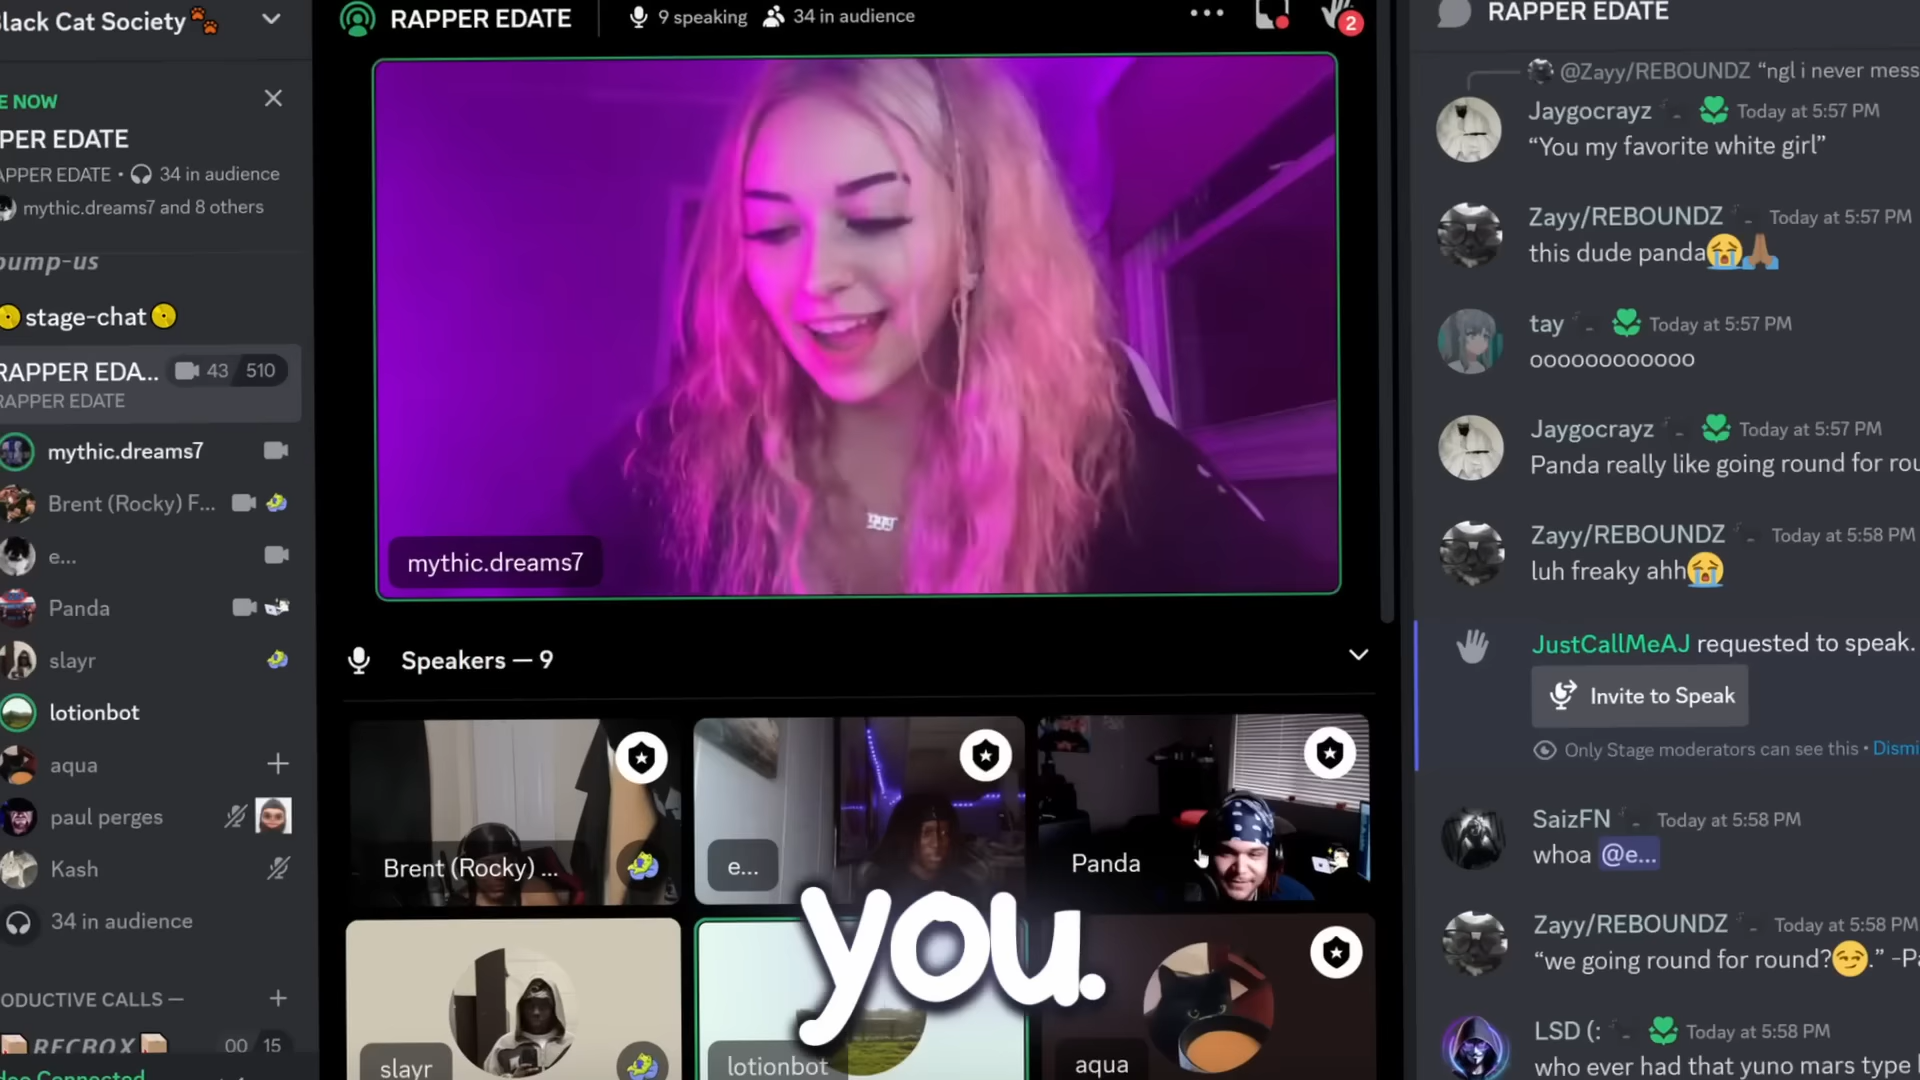 lack Cat Society
E NOW
PER EDATE
APPER EDATE • 34 in audience
mythic.dreams7 and 8 others
bump-us
stage-chat
RAPPER EDA... 43 510
RAPPER EDATE
mythic.dreams7
Brent (Rocky) F...
e...
Panda
slayr
lotionbot
aqua
paul perges
Kash
34 in audience
ODUCTIVE CALLS —
RECBOX 00 15
RAPPER EDATE
9 speaking
34 in audience
2
999
mythic.dreams7
Speakers — 9
Brent (Rocky) ...
e...
Panda
you.
slayr
lotionbot
aqua
RAPPER EDATE
@Zayy/REBOUNDZ “ngl i never mess
Jaygocrayz Today at 5:57 PM
“You my favorite white girl”
Zayy/REBOUNDZ Today at 5:57 PM
this dude panda😭🙏🏽
tay Today at 5:57 PM
oooooooooooo
Jaygocrayz Today at 5:57 PM
Panda really like going round for rou
Zayy/REBOUNDZ Today at 5:58 PM
luh freaky ahh😭
JustCallMeAJ requested to speak.
Invite to Speak
Only Stage moderators can see this • Dismi
SaizFN Today at 5:58 PM
whoa @e...
Zayy/REBOUNDZ Today at 5:58 PM
“we going round for round?😏.” -Pa
LSD (: Today at 5:58 PM
who ever had that yuno mars type